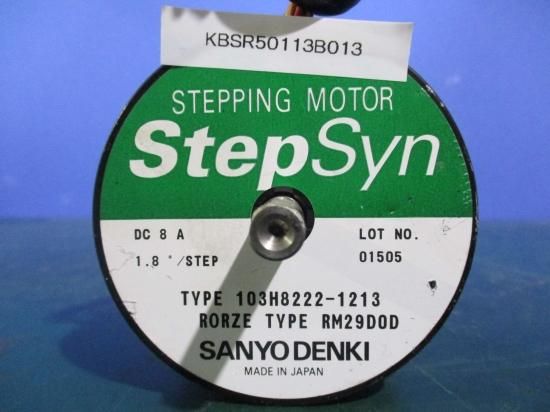 KBSR50113B013
STEPPING MOTOR
StepSyn
DC 8 A
LOT NO.
1.8 °/STEP
01505
TYPE 103H8222-1213
RORZE TYPE RM29D0D
SANYO DENKI
MADE IN JAPAN